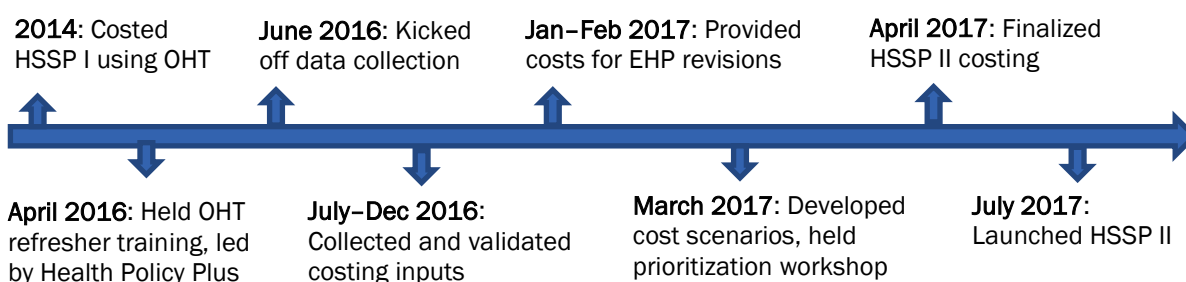 2014: Costed
HSSP I using OHT
June 2016: Kicked
off data collection
Jan–Feb 2017: Provided
costs for EHP revisions
April 2017: Finalized
HSSP II costing
April 2016: Held OHT
refresher training, led
by Health Policy Plus
July–Dec 2016:
Collected and validated
costing inputs
March 2017: Developed
cost scenarios, held
prioritization workshop
July 2017:
Launched HSSP II